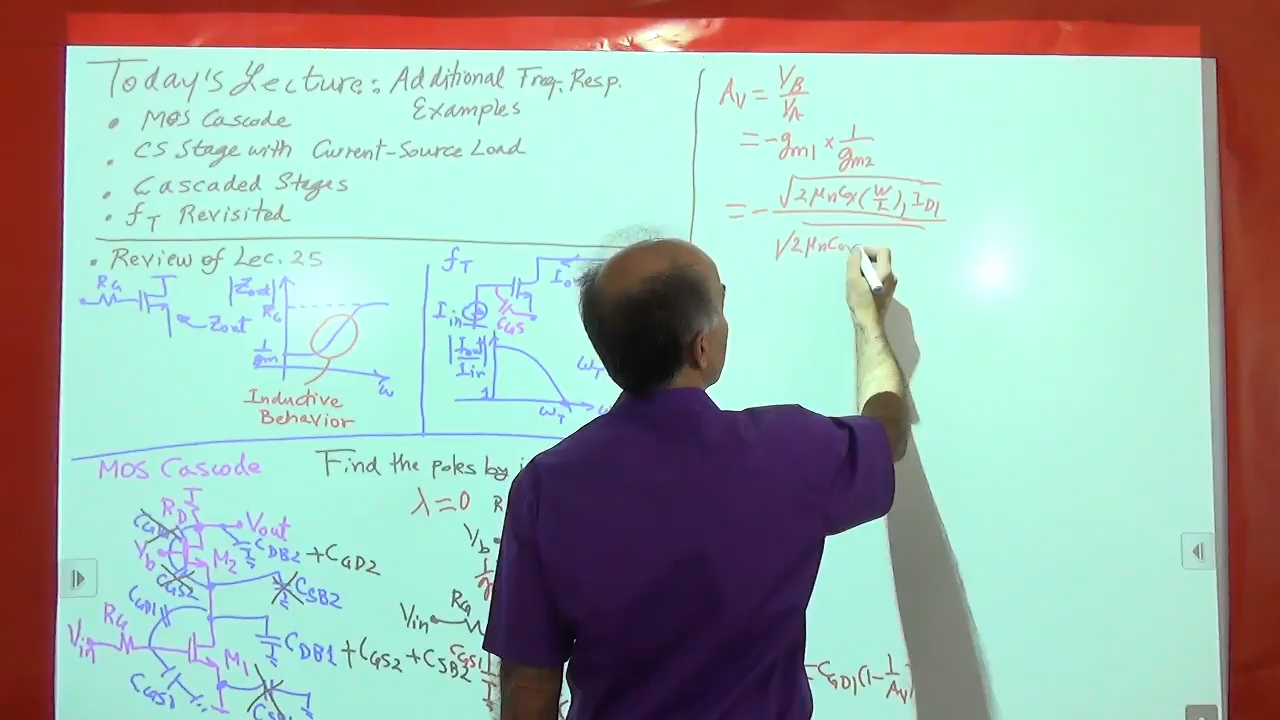 Today's Lecture: Additional Freq. Resp. Examples
• MOS Cascode
• CS Stage with Current-Source Load
• Cascaded Stages
• fT Revisited
• Review of Lec. 25
RG
Zout
|Zout|
RG
1/gm
ω
Inductive
Behavior
fT
Iin
CGS
|Iout/Iin|
1
ωT
ωT
MOS Cascode
Find the poles by
λ=0
RD
Vout
Vb
M2
CDB2 + CGD2
CGS2
CSB2
CGD1
RG
Vin
M1
CDB1 + CGS2 + CSB2
CGS1
Vb
RG
Vin
CGS1
CGD1(1-1/Av)
Av = VB/VA
= -gm1 × 1/gm2
= - √2μnCox(W/L)1 ID1
√2μnCox